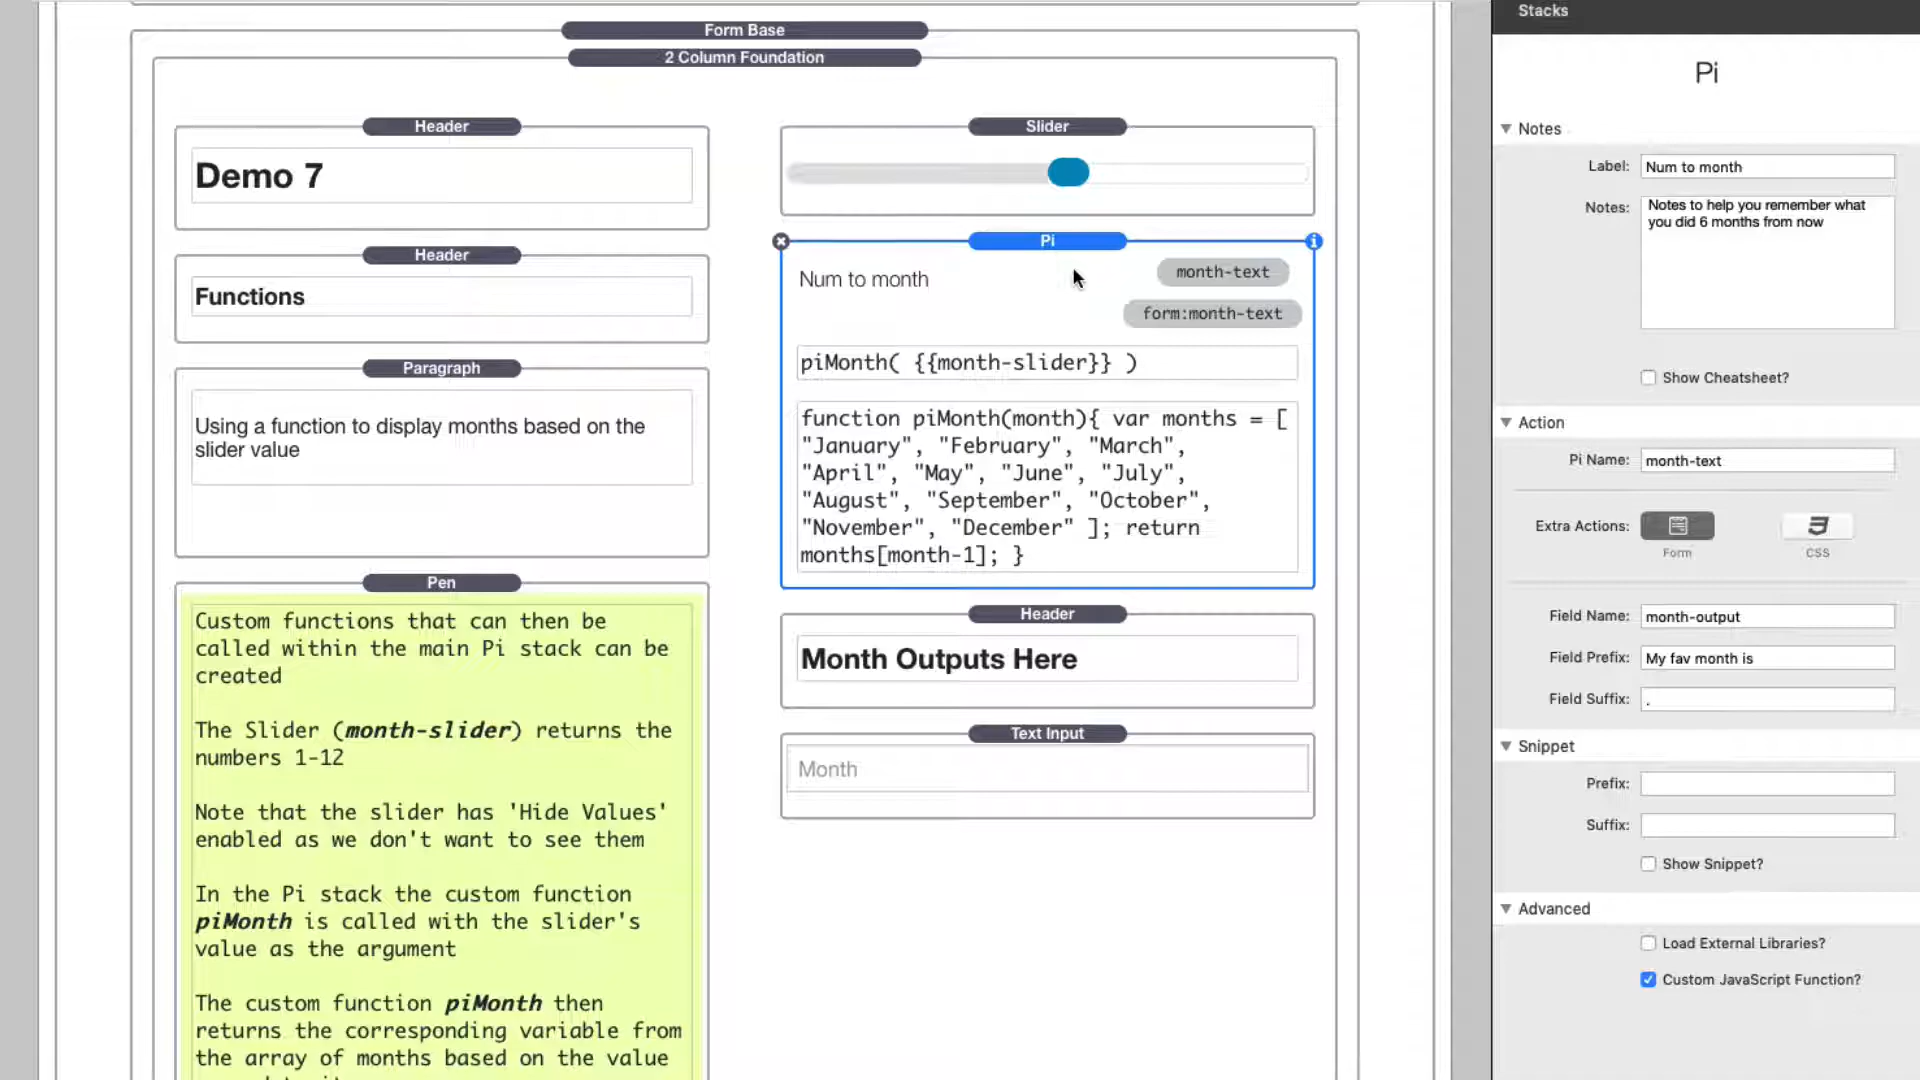 Form Base
2 Column Foundation
Header
Demo 7
Header
Functions
Paragraph
Using a function to display months based on the
slider value
Pen
Custom functions that can then be
called within the main Pi stack can be
created
The Slider (month-slider) returns the
numbers 1-12
Note that the slider has 'Hide Values'
enabled as we don't want to see them
In the Pi stack the custom function
piMonth is called with the slider's
value as the argument
The custom function piMonth then
returns the corresponding variable from
the array of months based on the value
Slider
Pi
Num to month
month-text
form:month-text
piMonth( {{month-slider}} )
function piMonth(month){ var months = [
"January", "February", "March",
"April", "May", "June", "July",
"August", "September", "October",
"November", "December" ]; return
months[month-1]; }
Header
Month Outputs Here
Text Input
Month
Stacks
Pi
Notes
Label: Num to month
Notes: Notes to help you remember what
you did 6 months from now
Show Cheatsheet?
Action
Pi Name: month-text
Extra Actions:
Form CSS
Field Name: month-output
Field Prefix: My fav month is
Field Suffix: .
Snippet
Prefix:
Suffix:
Show Snippet?
Advanced
Load External Libraries?
Custom JavaScript Function?